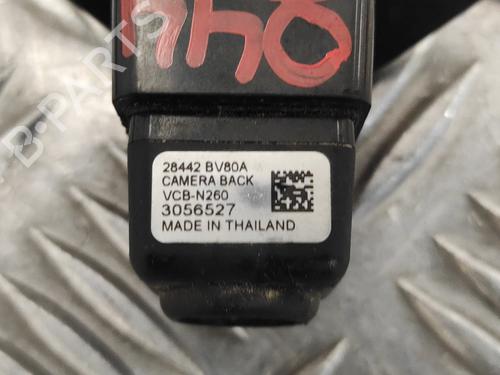 28442 BV80A
CAMERA BACK
VCB-N260
3056527
MADE IN THAILAND